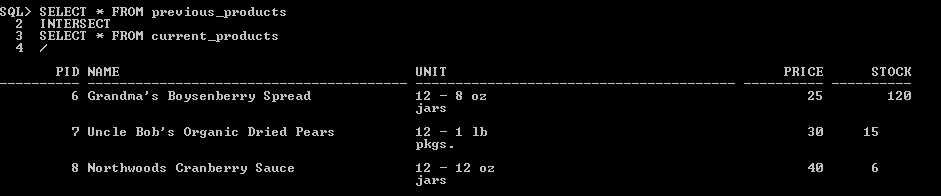 SQL> SELECT * FROM previous_products
2 INTERSECT
3 SELECT * FROM current_products
4 /
PID NAME UNIT PRICE STOCK
6 Grandma's Boysenberry Spread 12 - 8 oz 25 120
jars
7 Uncle Bob's Organic Dried Pears 12 - 1 lb 30 15
pkgs.
8 Northwoods Cranberry Sauce 12 - 12 oz 40 6
jars